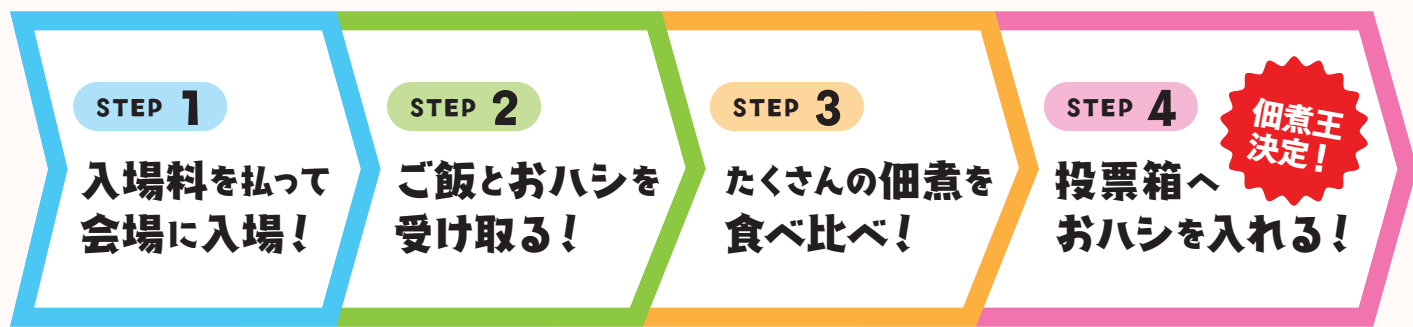 STEP 1
入場料を払って
会場に入場！
STEP 2
ご飯とおハシを
受け取る！
STEP 3
たくさんの佃煮を
食べ比べ！
STEP 4
投票箱へ
おハシを入れる！
佃煮王
決定！